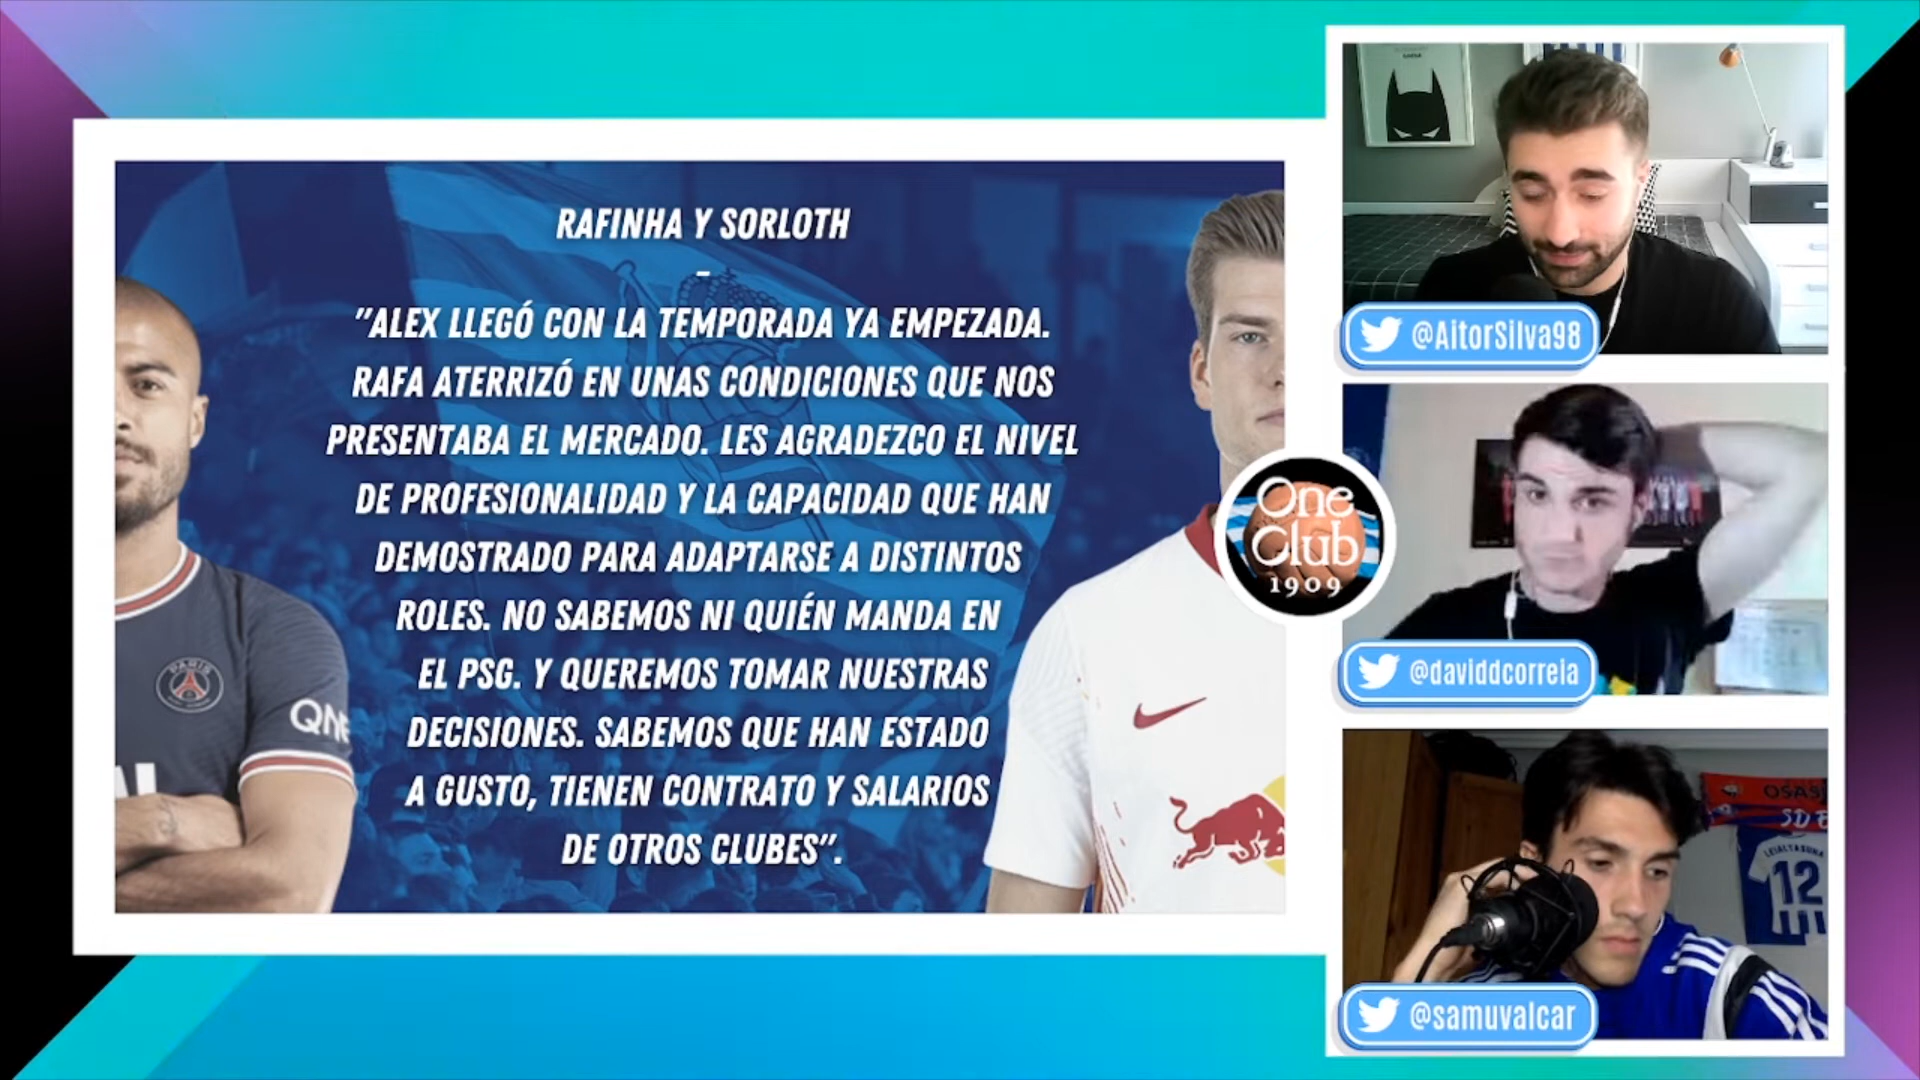 RAFINHA Y SORLOTH
-
"ALEX LLEGÓ CON LA TEMPORADA YA EMPEZADA.
RAFA ATERRIZÓ EN UNAS CONDICIONES QUE NOS
PRESENTABA EL MERCADO. LES AGRADEZCO EL NIVEL
DE PROFESIONALIDAD Y LA CAPACIDAD QUE HAN
DEMOSTRADO PARA ADAPTARSE A DISTINTOS
ROLES. NO SABEMOS NI QUIÉN MANDA EN
EL PSG. Y QUEREMOS TOMAR NUESTRAS
DECISIONES. SABEMOS QUE HAN ESTADO
A GUSTO, TIENEN CONTRATO Y SALARIOS
DE OTROS CLUBES".
PARIS
One
Club
1909
@AitorSilva98
@daviddcorreia
OSAS
12
@samuvalcar